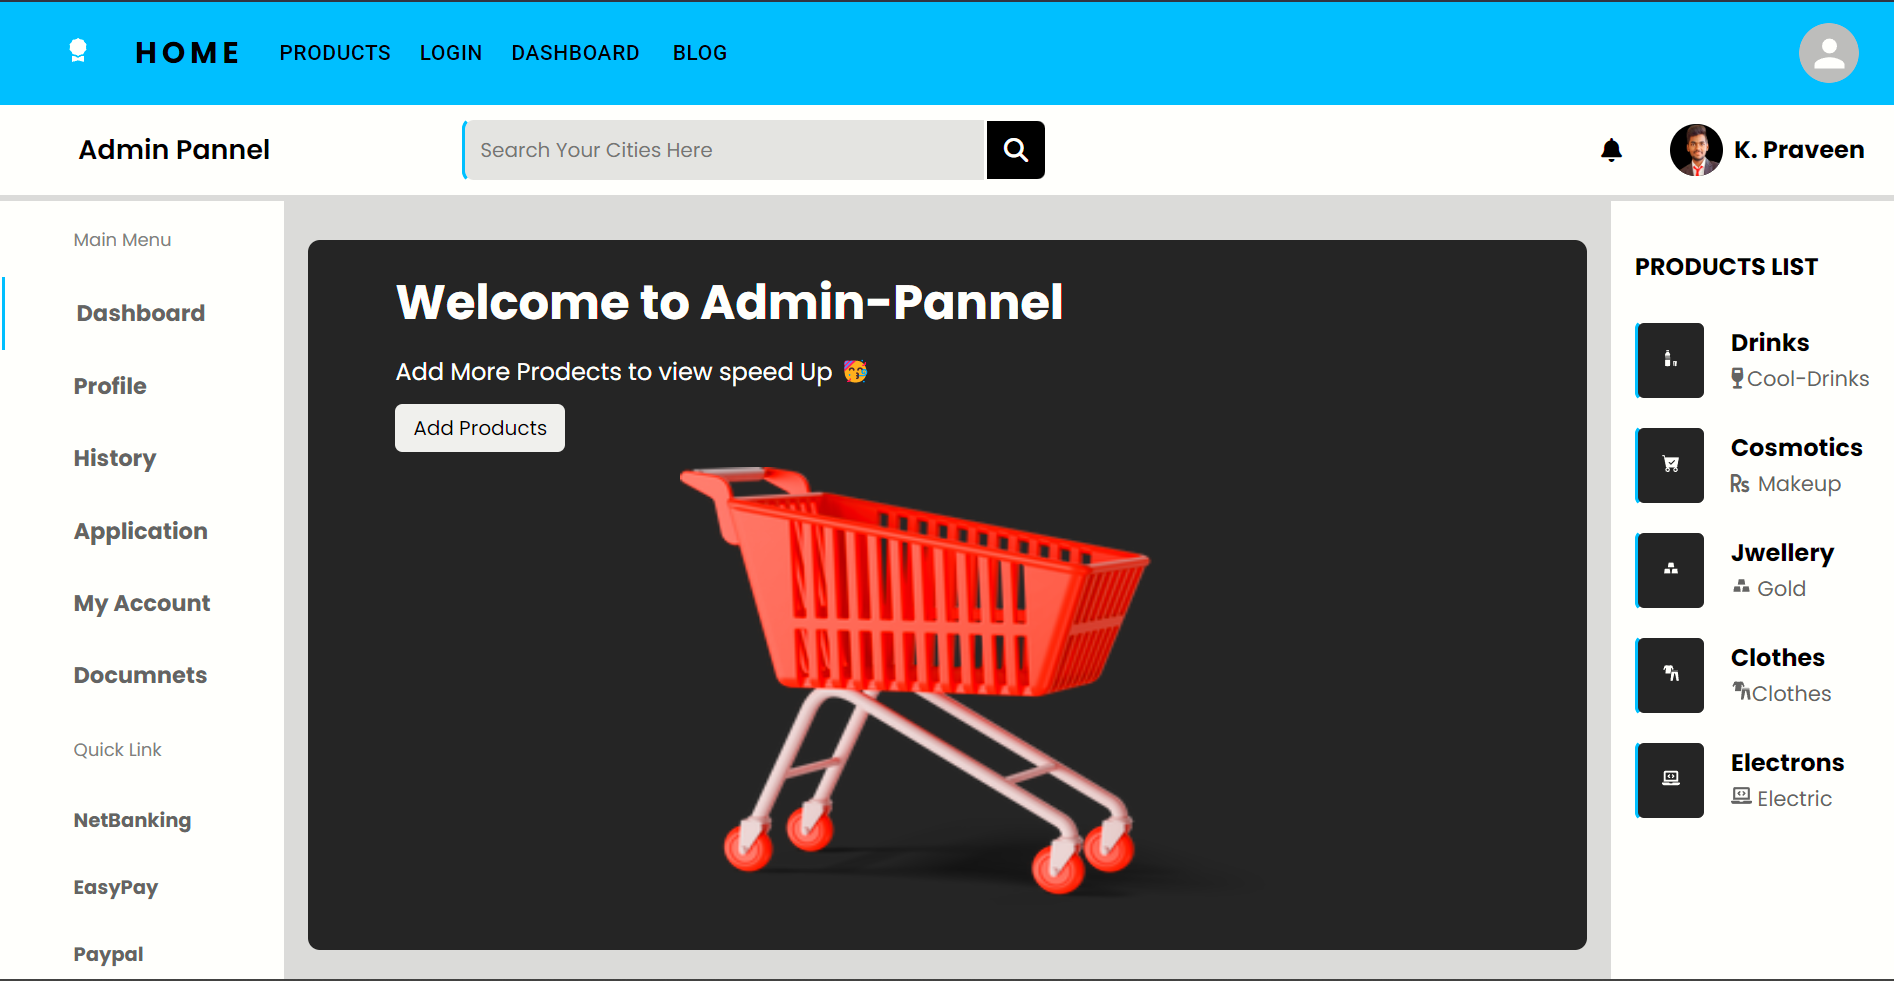 HOME PRODUCTS LOGIN DASHBOARD BLOG
Admin Pannel
Search Your Cities Here
K. Praveen
Main Menu
Dashboard
Profile
History
Application
My Account
Documnets
Quick Link
NetBanking
EasyPay
Paypal
Welcome to Admin-Pannel
Add More Prodects to view speed Up 🥳
Add Products
PRODUCTS LIST
Drinks
Cool-Drinks
Cosmotics
Rs Makeup
Jwellery
Gold
Clothes
Clothes
Electrons
Electric